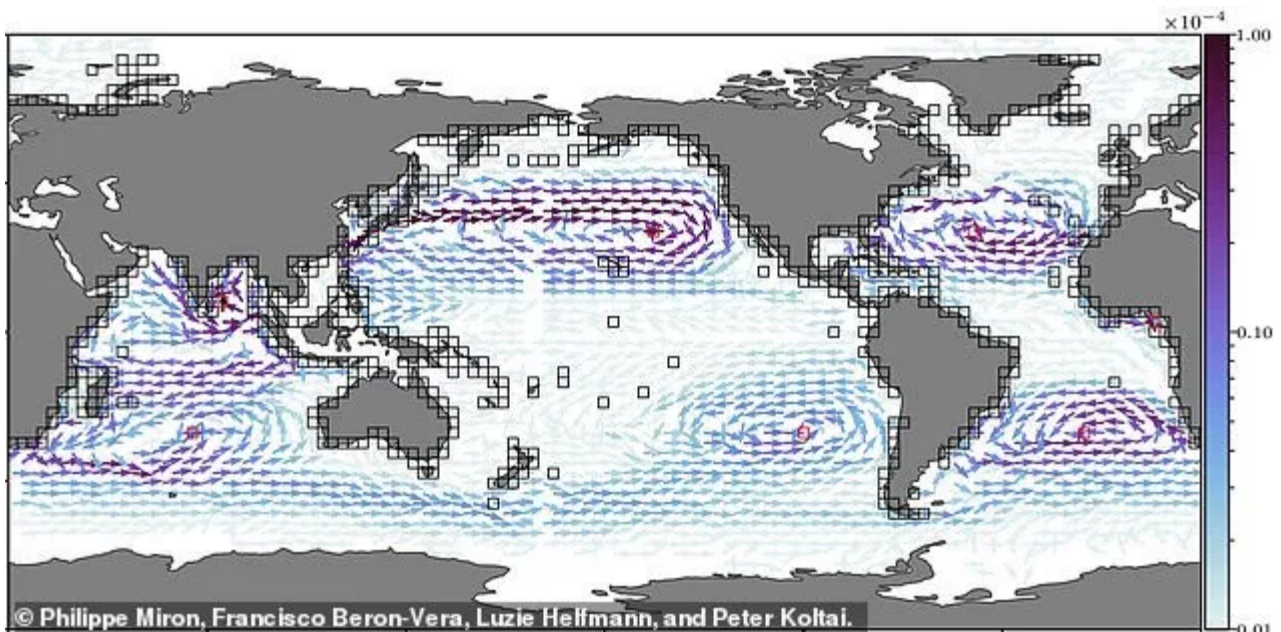 ×10⁻⁴
1.00
0.10
0.01
© Philippe Miron, Francisco Beron-Vera, Luzie Helfmann, and Peter Koltai.